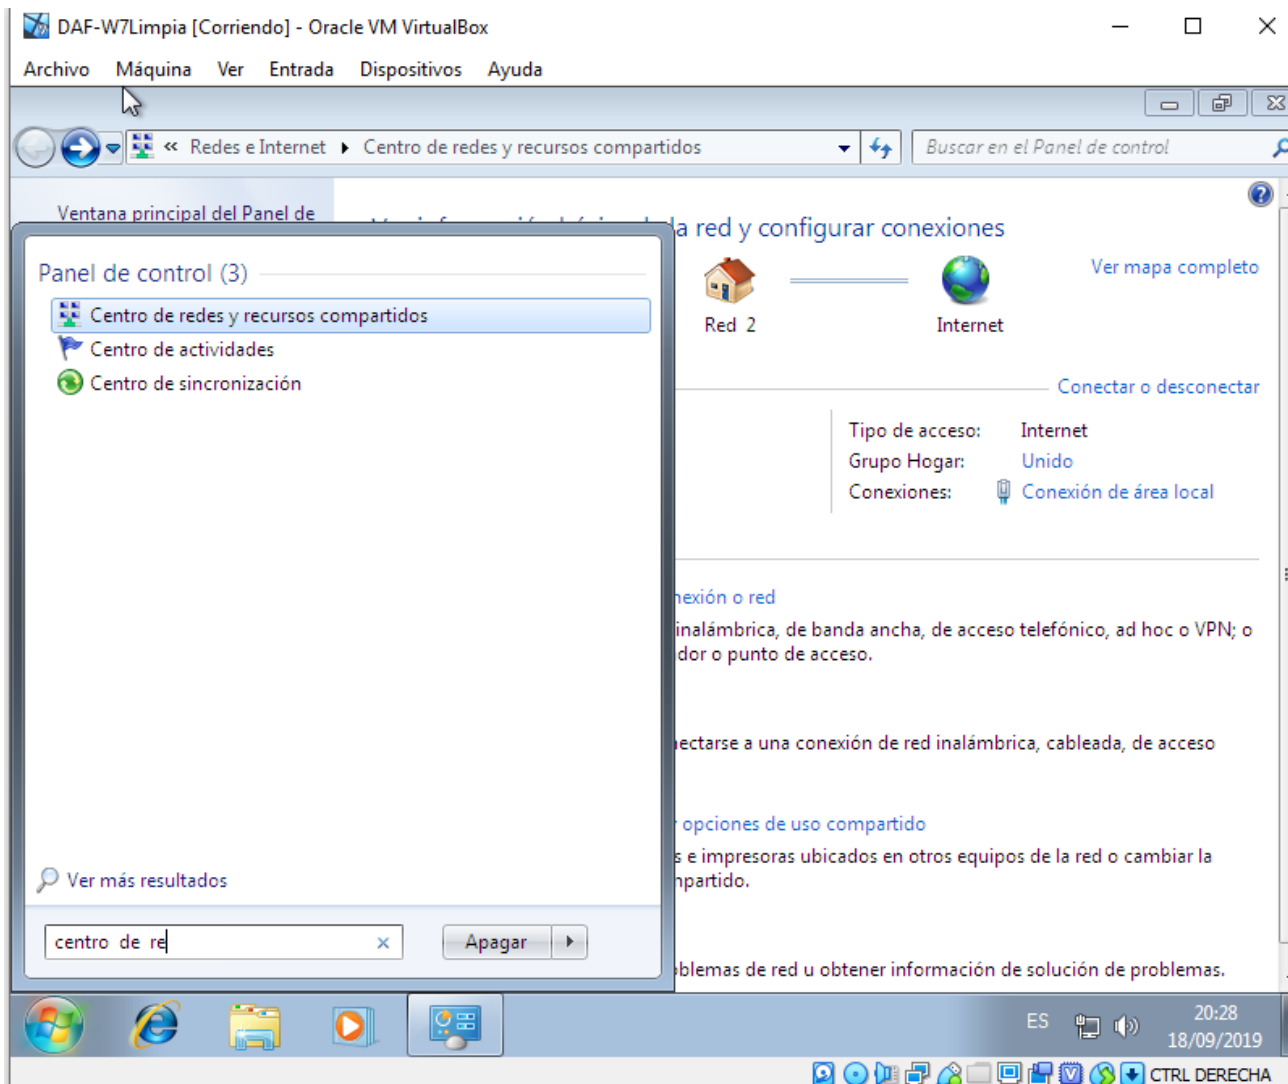 DAF-W7Limpia [Corriendo] - Oracle VM VirtualBox
Archivo Máquina Ver Entrada Dispositivos Ayuda
« Redes e Internet Centro de redes y recursos compartidos
Buscar en el Panel de control
Ventana principal del Panel de
a red y configurar conexiones
Panel de control (3)
Centro de redes y recursos compartidos
Centro de actividades
Centro de sincronización
Ver mapa completo
Red 2
Internet
Conectar o desconectar
Tipo de acceso: Internet
Grupo Hogar: Unido
Conexiones: Conexión de área local
nexión o red
inalámbrica, de banda ancha, de acceso telefónico, ad hoc o VPN; o
dor o punto de acceso.
nectarse a una conexión de red inalámbrica, cableada, de acceso
opciones de uso compartido
s e impresoras ubicados en otros equipos de la red o cambiar la
mpartido.
Ver más resultados
centro de re
Apagar
blemas de red u obtener información de solución de problemas.
ES
20:28
18/09/2019
CTRL DERECHA